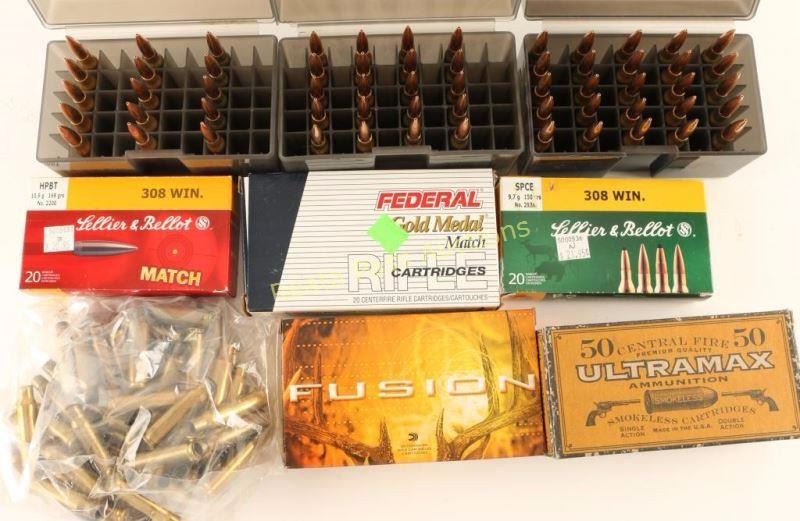 HPBT
No. 2200
308 WIN.
Sellier & Bellot
S
20
MATCH
FEDERAL
Gold Medal
Match
RIFLE
CARTRIDGES
20 CENTERFIRE RIFLE CARTRIDGES/CARTOUCHES
SPCE
308 WIN.
Sellier & Bellot
S
20
FUSION
50 CENTRAL FIRE 50
PREMIUM QUALITY
ULTRAMAX
AMMUNITION
SMOKELESS
SMOKELESS CARTRIDGES
SINGLE ACTION
MADE IN THE U.S.A.
DOUBLE ACTION